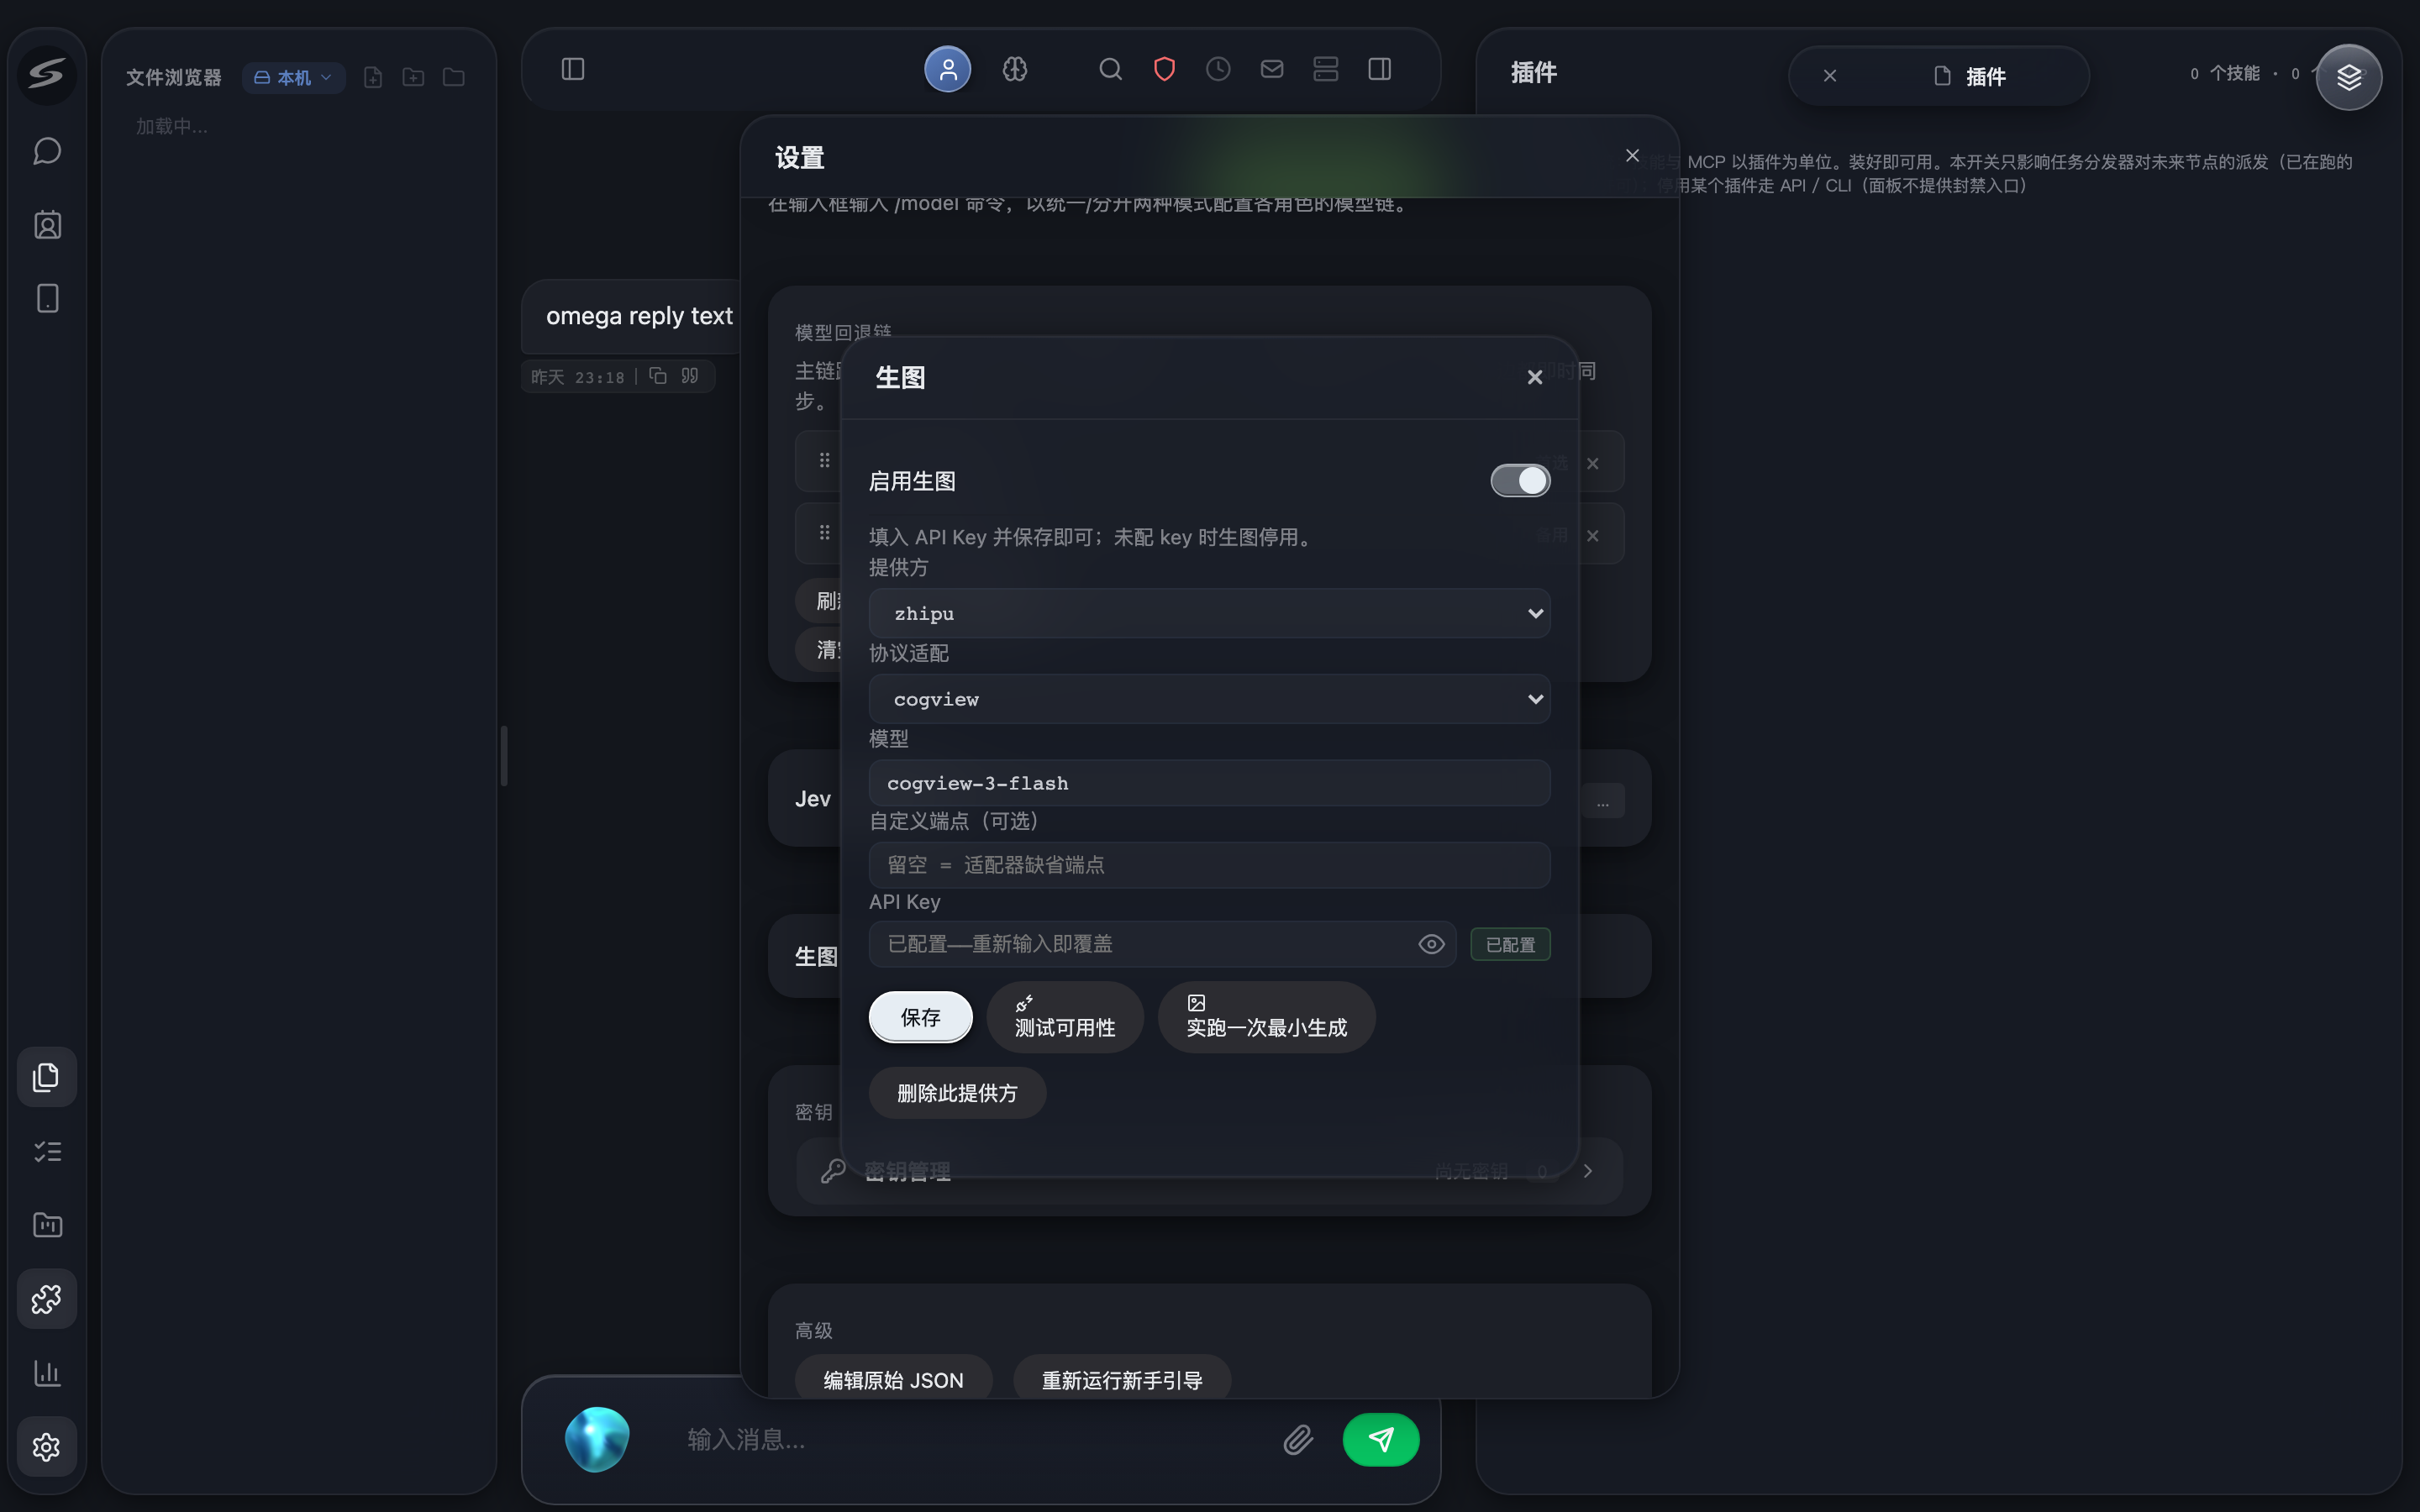 文件浏览器
本机
加载中...
omega reply text
昨天 23:18
设置
在输入框输入 /model 命令，以统一/分开两种模式配置各角色的模型链。
模型回退链
主链
同
步。
Jev
...
生图
密钥
密钥管理
尚无密钥 0
高级
编辑原始 JSON
重新运行新手引导
生图
启用生图
填入 API Key 并保存即可；未配 key 时生图停用。
提供方
zhipu
协议适配
cogview
模型
cogview-3-flash
自定义端点（可选）
留空 = 适配器缺省端点
API Key
已配置——重新输入即覆盖
已配置
保存
测试可用性
实跑一次最小生成
删除此提供方
输入消息...
插件
插件
0 个技能 · 0
MCP 以插件为单位。装好即可用。本开关只影响任务分发器对未来节点的派发（已在跑的
停用某个插件走 API / CLI（面板不提供封禁入口）